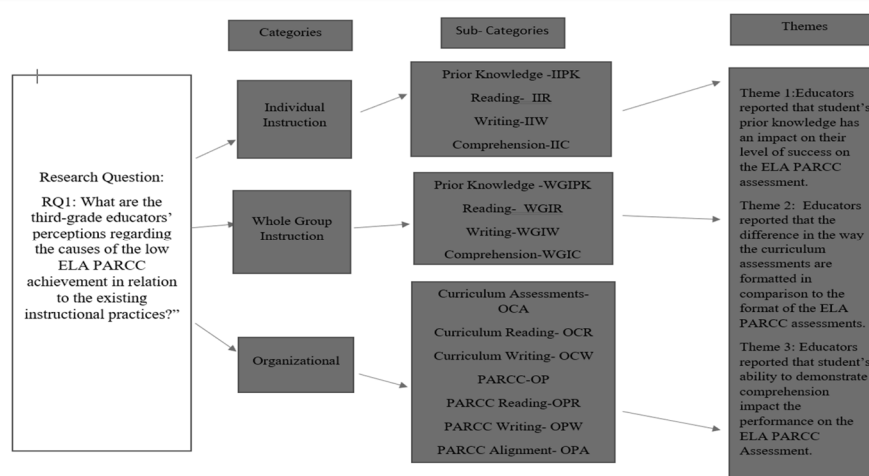 Categories
Sub- Categories
Themes
Research Question:
RQ1: What are the
third-grade educators'
perceptions regarding
the causes of the low
ELA PARCC
achievement in relation
to the existing
instructional practices?”
Individual
Instruction
Whole Group
Instruction
Organizational
Prior Knowledge -IIPK
Reading- IIR
Writing-IIW
Comprehension-IIC
Prior Knowledge -WGIPK
Reading- WGIR
Writing-WGIW
Comprehension-WGIC
Curriculum Assessments-
OCA
Curriculum Reading- OCR
Curriculum Writing- OCW
PARCC-OP
PARCC Reading-OPR
PARCC Writing- OPW
PARCC Alignment- OPA
Theme 1:Educators
reported that student's
prior knowledge has
an impact on their
level of success on
the ELA PARCC
assessment.
Theme 2: Educators
reported that the
difference in the way
the curriculum
assessments are
formatted in
comparison to the
format of the ELA
PARCC assessments.
Theme 3: Educators
reported that student's
ability to demonstrate
comprehension
impact the
performance on the
ELA PARCC
Assessment.